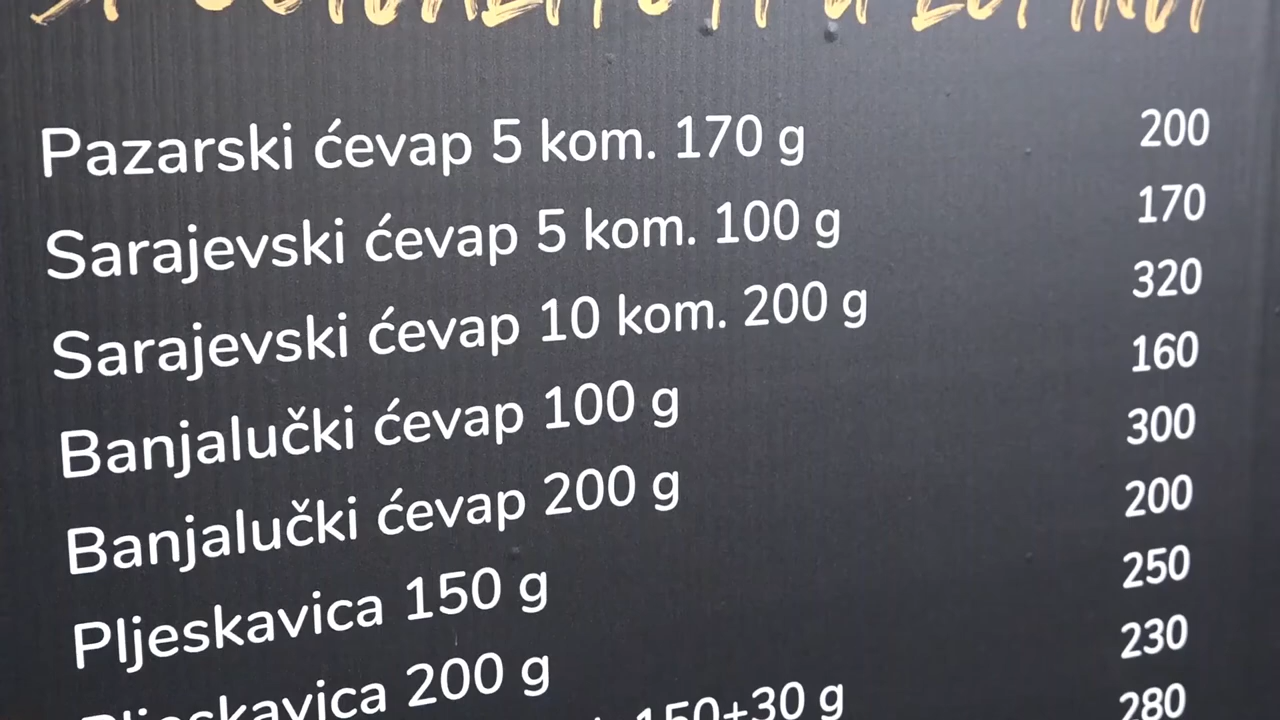 Pazarski ćevap 5 kom. 170 g 200
Sarajevski ćevap 5 kom. 100 g 170
Sarajevski ćevap 10 kom. 200 g 320
Banjalučki ćevap 100 g 160
Banjalučki ćevap 200 g 300
Pljeskavica 150 g 200
Pljeskavica 200 g 250
150+30 g 230
280